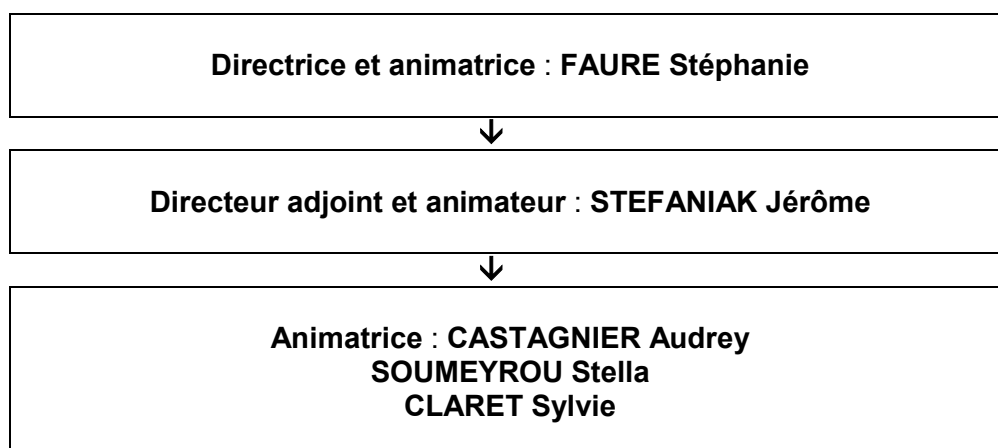 Directrice et animatrice : FAURE Stéphanie
Directeur adjoint et animateur : STEFANIAK Jérôme
Animatrice : CASTAGNIER Audrey
SOUMEYROU Stella
CLARET Sylvie